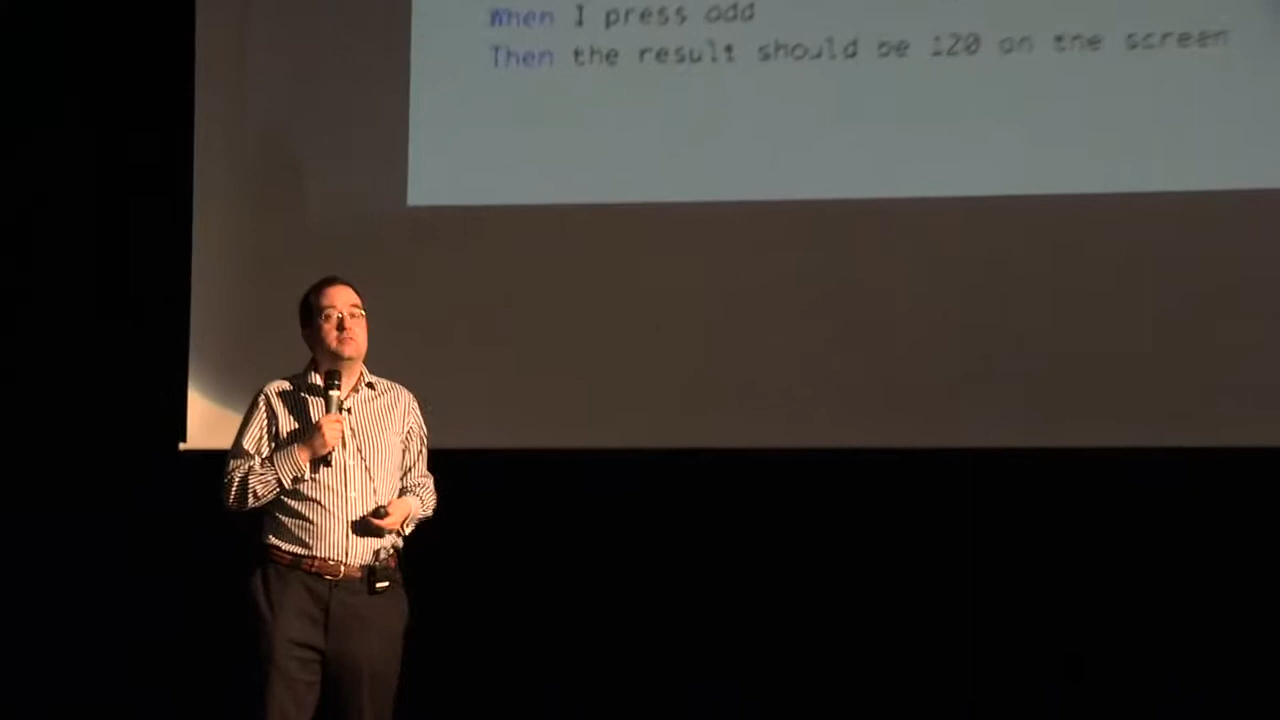 When I press add
Then the result should be 120 on the screen